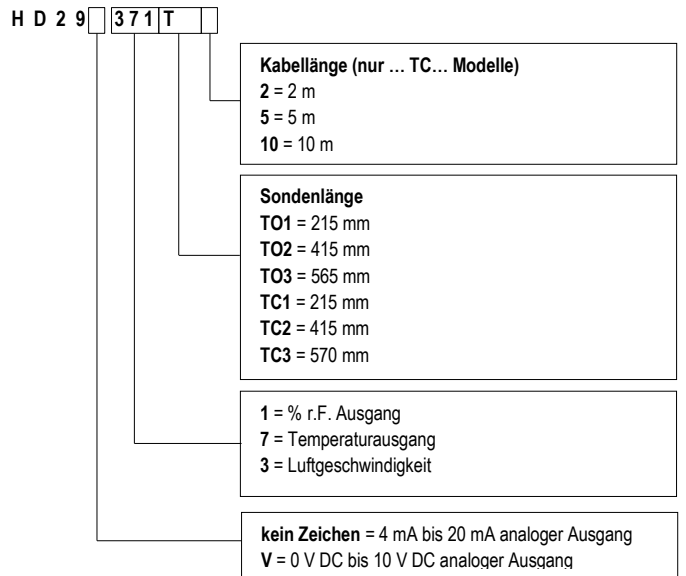 H D 2 9 3 7 1 T
Kabellänge (nur … TC… Modelle)
2 = 2 m
5 = 5 m
10 = 10 m
Sondenlänge
TO1 = 215 mm
TO2 = 415 mm
TO3 = 565 mm
TC1 = 215 mm
TC2 = 415 mm
TC3 = 570 mm
1 = % r.F. Ausgang
7 = Temperaturausgang
3 = Luftgeschwindigkeit
kein Zeichen = 4 mA bis 20 mA analoger Ausgang
V = 0 V DC bis 10 V DC analoger Ausgang